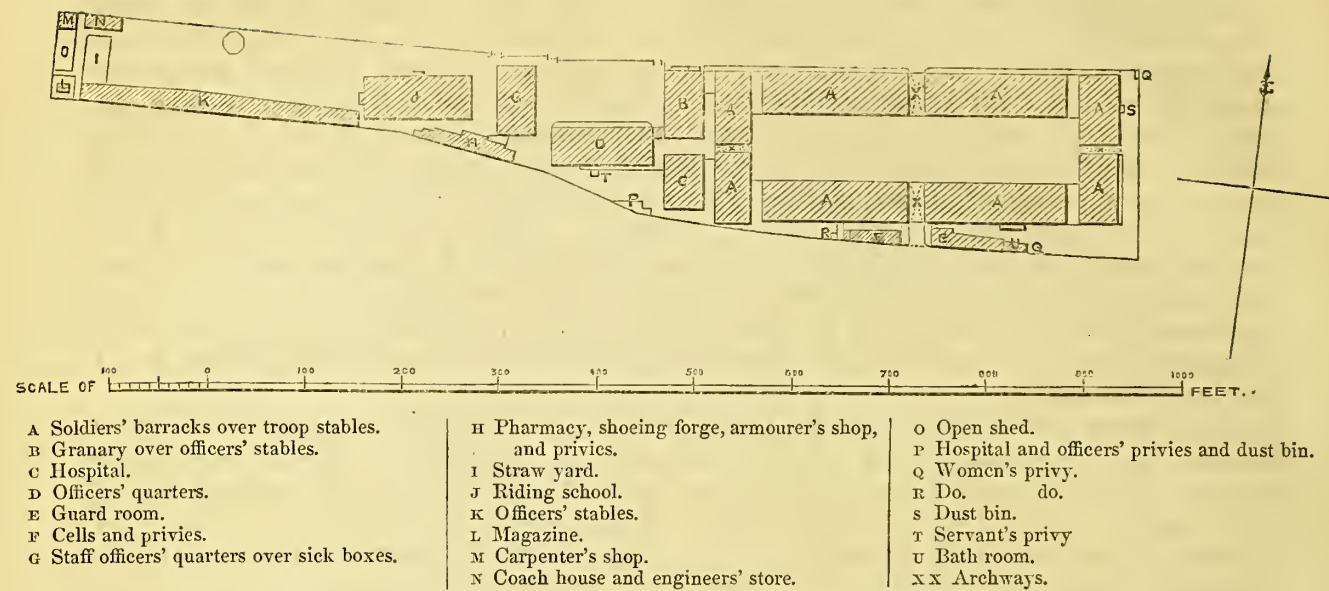 M N
O I
L
K
J
G
H
D
T
P
B
C
A A A A
A A A A
X X X X
Q
S
R F E U Q
SCALE OF 100 0 100 200 300 400 500 600 700 800 900 1000 FEET.
A Soldiers' barracks over troop stables.
B Granary over officers' stables.
C Hospital.
D Officers' quarters.
E Guard room.
F Cells and privies.
G Staff officers' quarters over sick boxes.
H Pharmacy, shoeing forge, armourer's shop,
and privies.
I Straw yard.
J Riding school.
K Officers' stables.
L Magazine.
M Carpenter's shop.
N Coach house and engineers' store.
O Open shed.
P Hospital and officers' privies and dust bin.
Q Women's privy.
R Do. do.
S Dust bin.
T Servant's privy
U Bath room.
XX Archways.